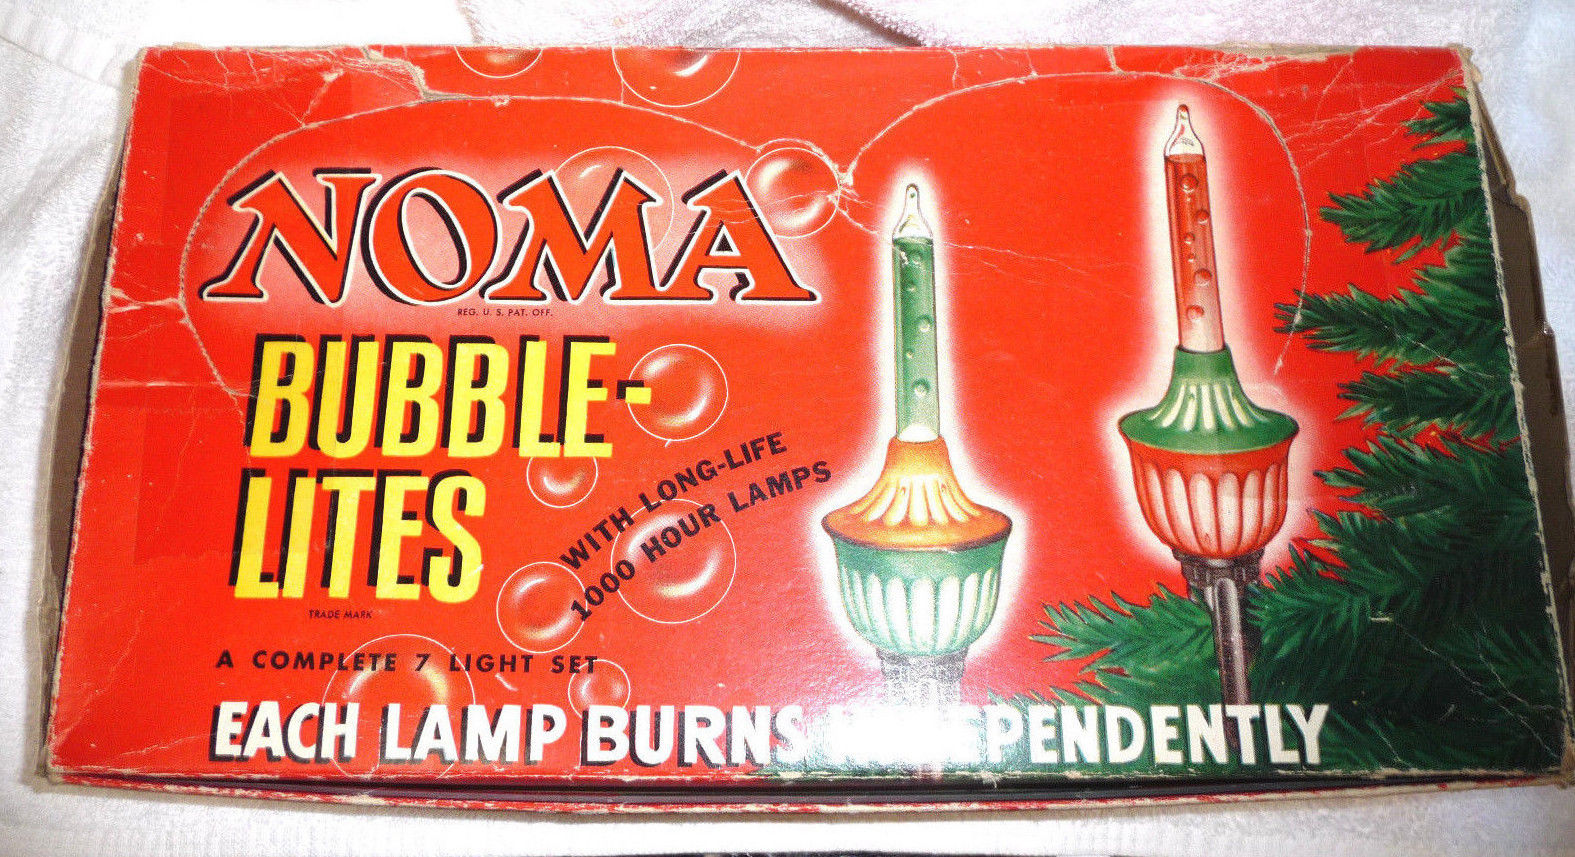 NOMA
REG. U. S. PAT. OFF.
BUBBLE-
LITES
TRADE MARK
WITH LONG-LIFE
1000 HOUR LAMPS
A COMPLETE 7 LIGHT SET
EACH LAMP BURNS INDEPENDENTLY